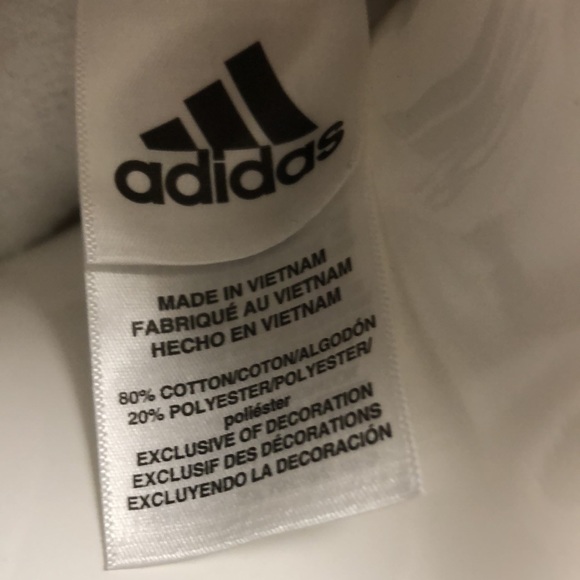 adidas
MADE IN VIETNAM
FABRIQUÉ AU VIETNAM
HECHO EN VIETNAM
80% COTTON/COTON/ALGODÓN
20% POLYESTER/POLYESTER/
poliéster
EXCLUSIVE OF DECORATION
EXCLUSIF DES DÉCORATIONS
EXCLUYENDO LA DECORACIÓN